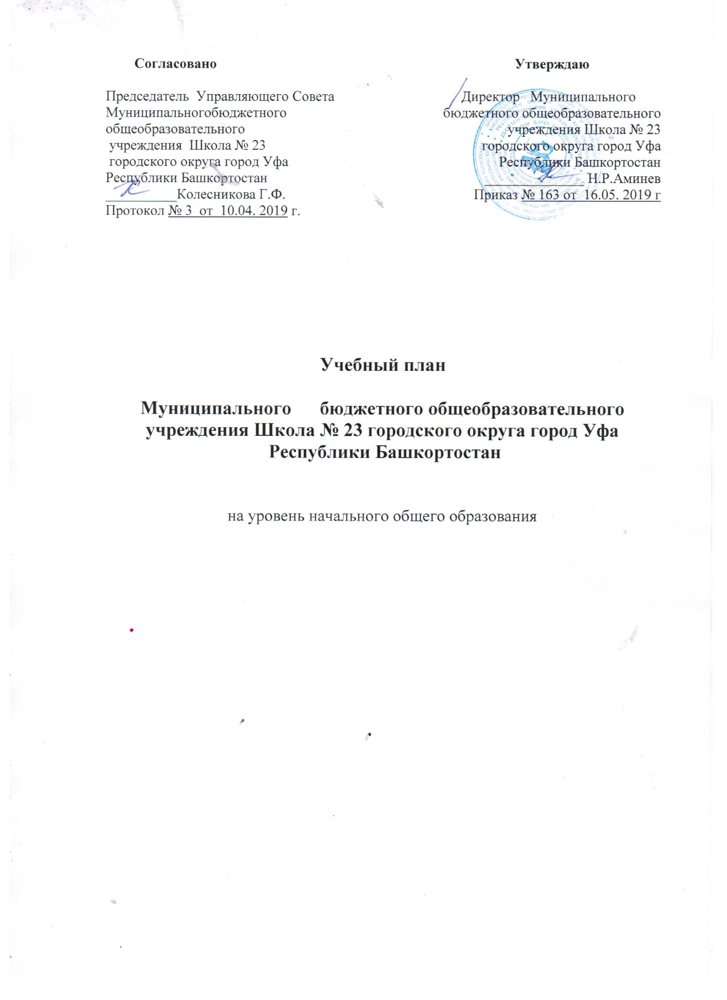 Согласовано
Председатель Управляющего Совета
Муниципальногобюджетного
общеобразовательного
учреждения Школа № 23
городского округа город Уфа
Республики Башкортостан
____________Колесникова Г.Ф.
Протокол № 3 от 10.04. 2019 г.
Утверждаю
Директор Муниципального
бюджетного общеобразовательного
учреждения Школа № 23
городского округа город Уфа
Республики Башкортостан
_________________Н.Р.Аминев
Приказ № 163 от 16.05. 2019 г
Учебный план
Муниципального бюджетного общеобразовательного
учреждения Школа № 23 городского округа город Уфа
Республики Башкортостан
на уровень начального общего образования